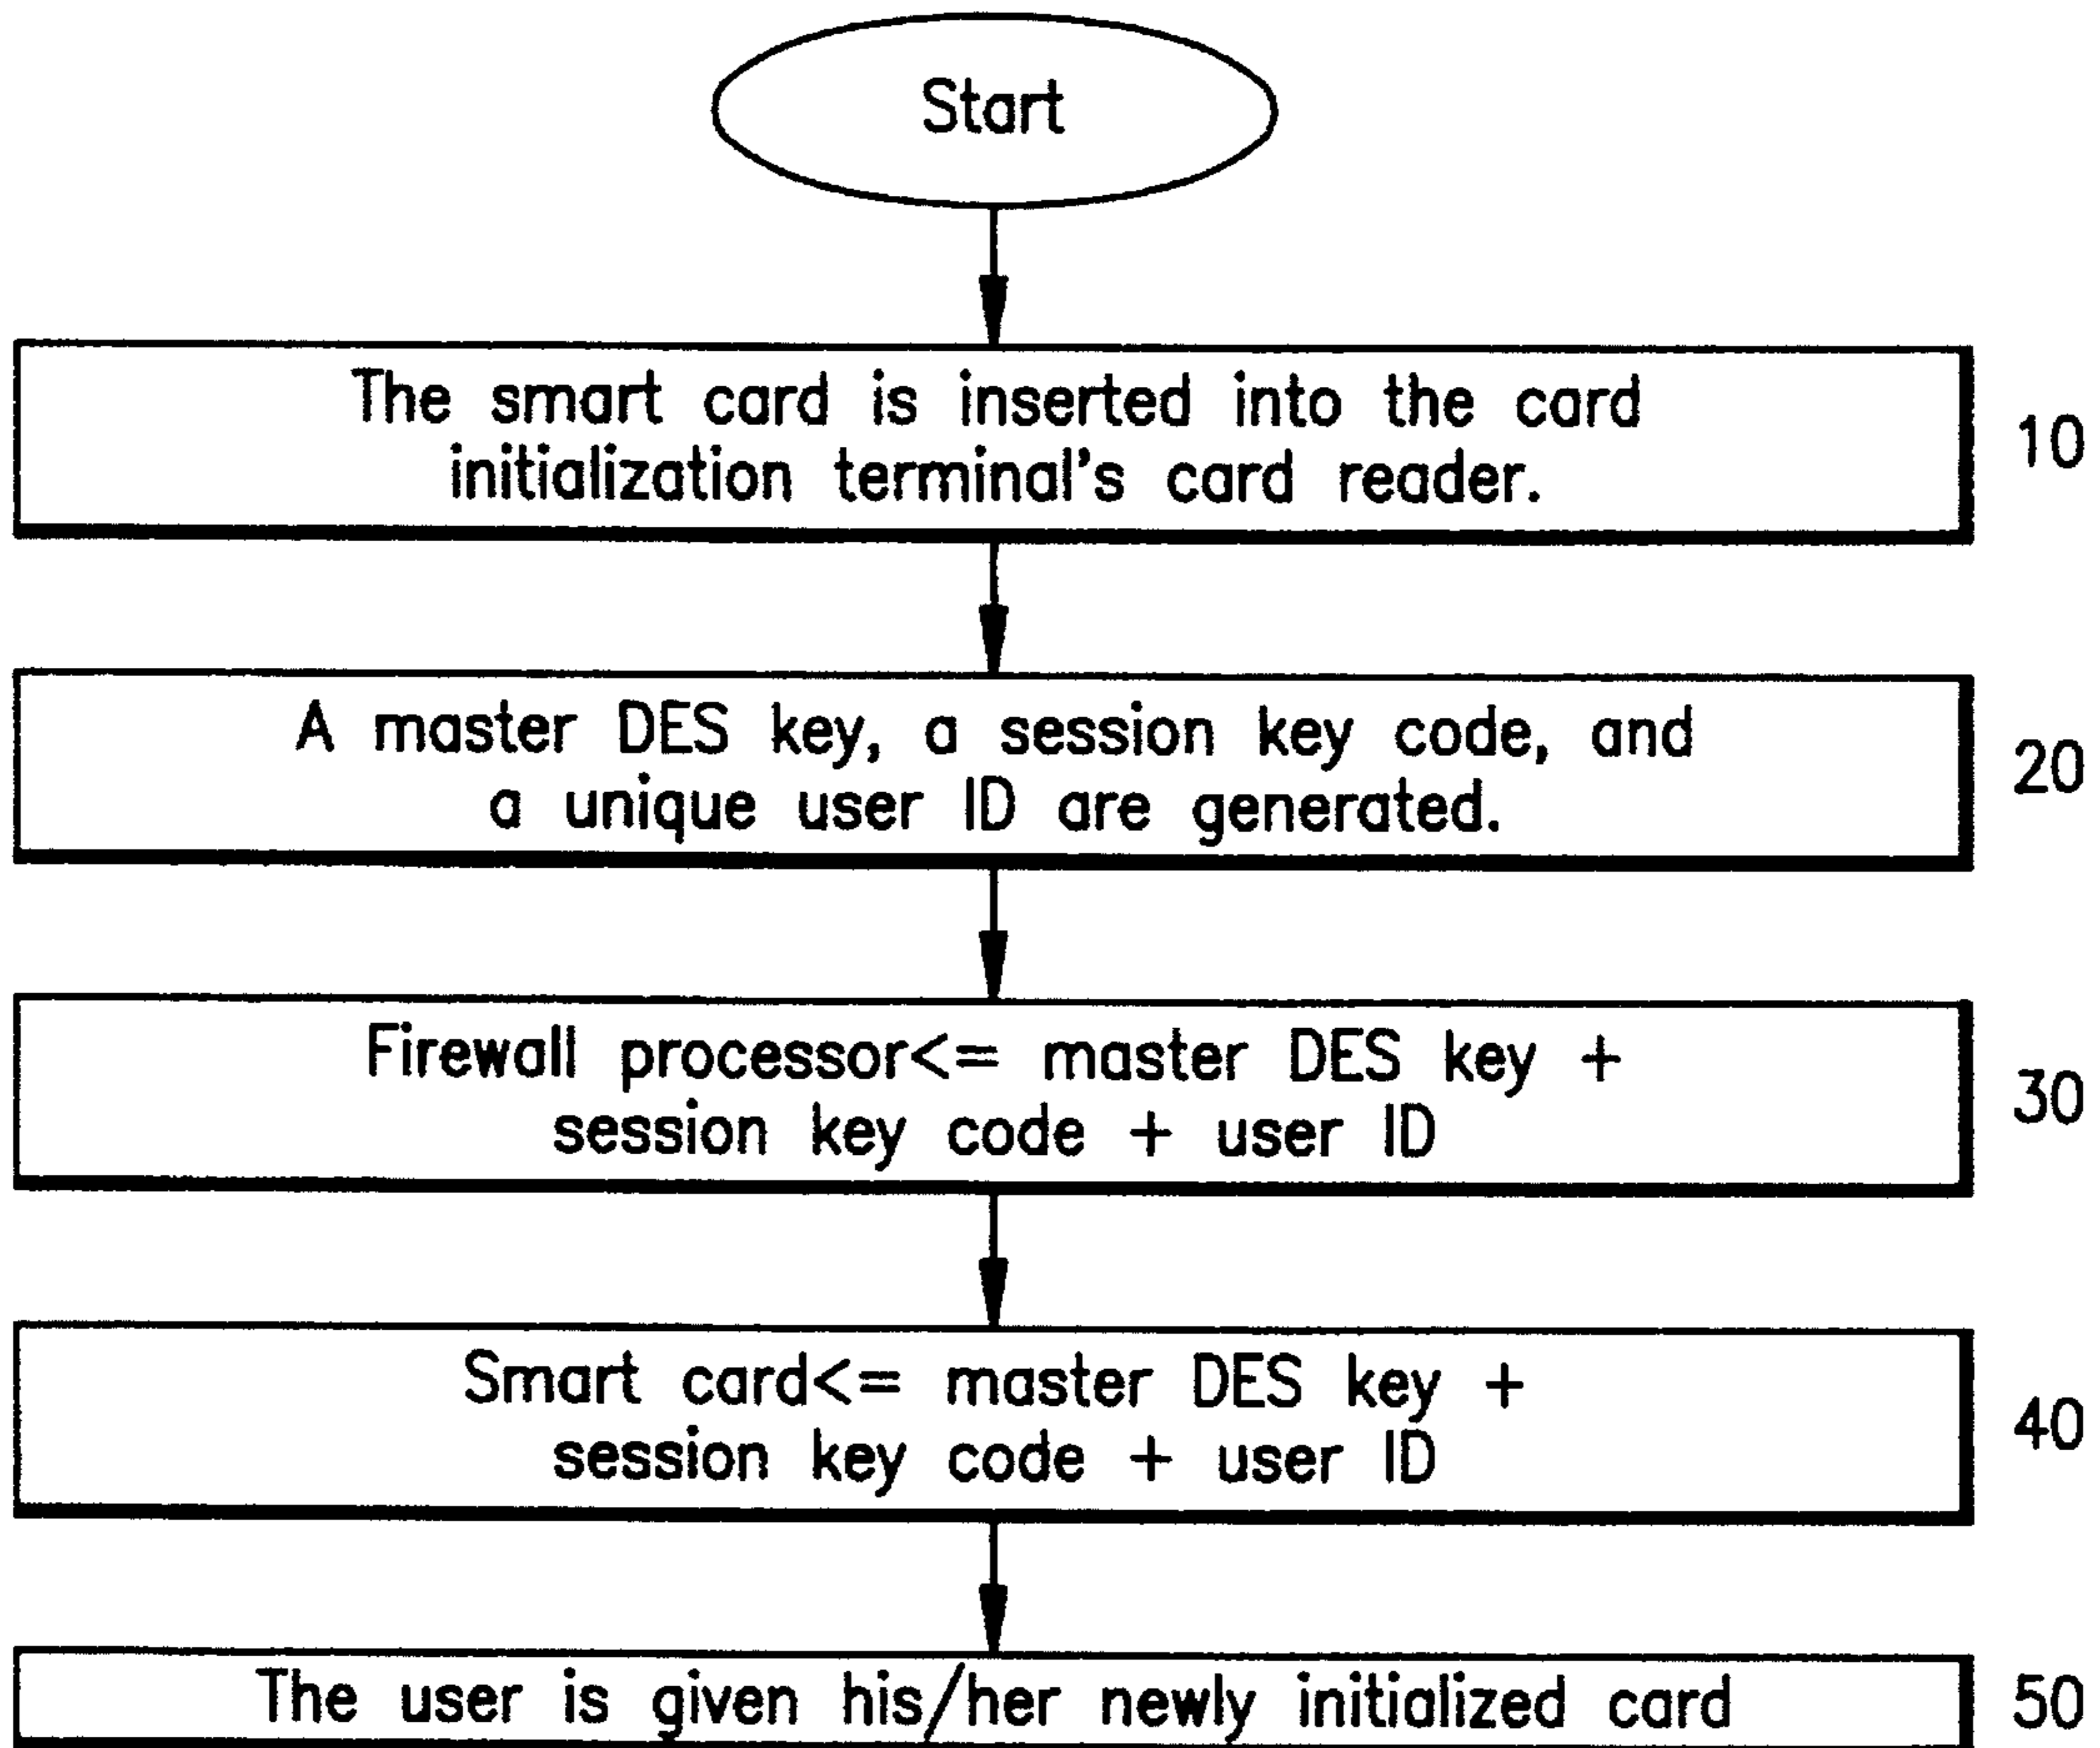 Start
The smart card is inserted into the card
initialization terminal's card reader.
10
A master DES key, a session key code, and
a unique user ID are generated.
20
Firewall processor<= master DES key +
session key code + user ID
30
Smart card<= master DES key +
session key code + user ID
40
The user is given his/her newly initialized card
50